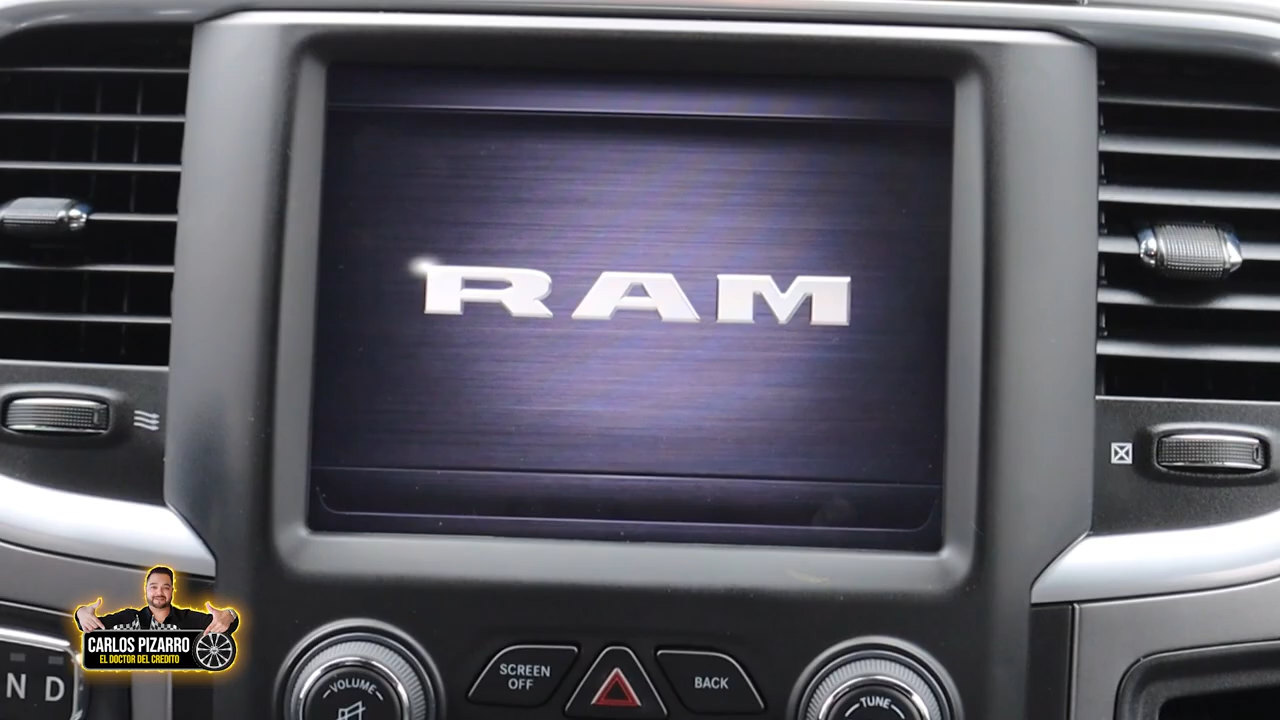 RAM
CARLOS PIZARRO
EL DOCTOR DEL CREDITO
N D
VOLUME
SCREEN
OFF
BACK
TUNE